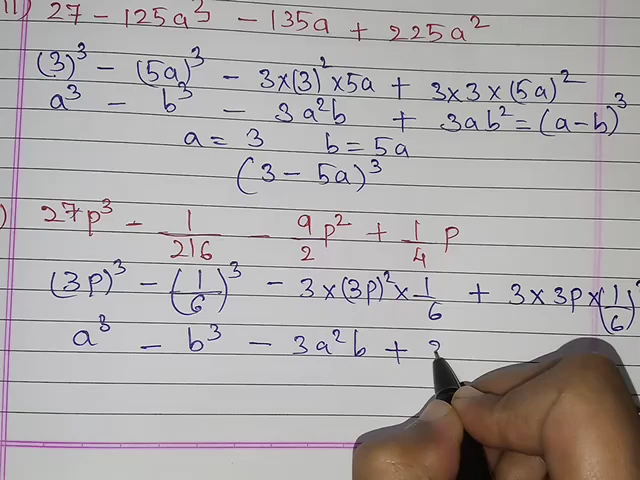 11) 27 - 125a³ - 135a + 225a²
(3)³ - (5a)³ - 3×(3)²×5a + 3×3×(5a)²
a³ - b³ - 3a²b + 3ab² = (a-b)³
a = 3 b = 5a
(3 - 5a)³
) 27p³ - 1/216 - 9/2 p² + 1/4 p
(3p)³ - (1/6)³ - 3×(3p)²×1/6 + 3×3p×(1/6)²
a³ - b³ - 3a²b + 3